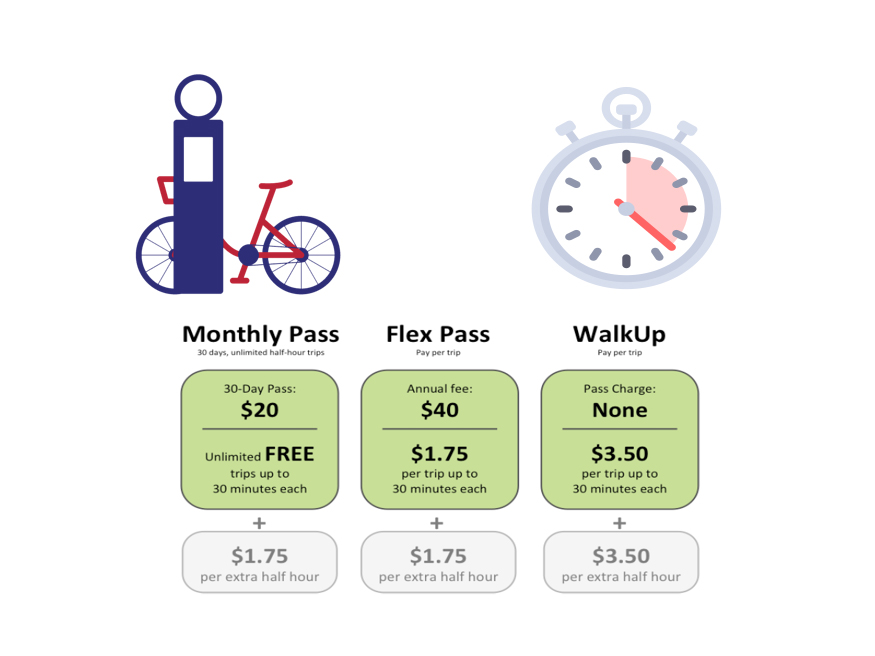 Monthly Pass
30 days, unlimited half-hour trips
30-Day Pass:
$20
Unlimited FREE
trips up to
30 minutes each
+
$1.75
per extra half hour
Flex Pass
Pay per trip
Annual fee:
$40
$1.75
per trip up to
30 minutes each
+
$1.75
per extra half hour
WalkUp
Pay per trip
Pass Charge:
None
$3.50
per trip up to
30 minutes each
+
$3.50
per extra half hour